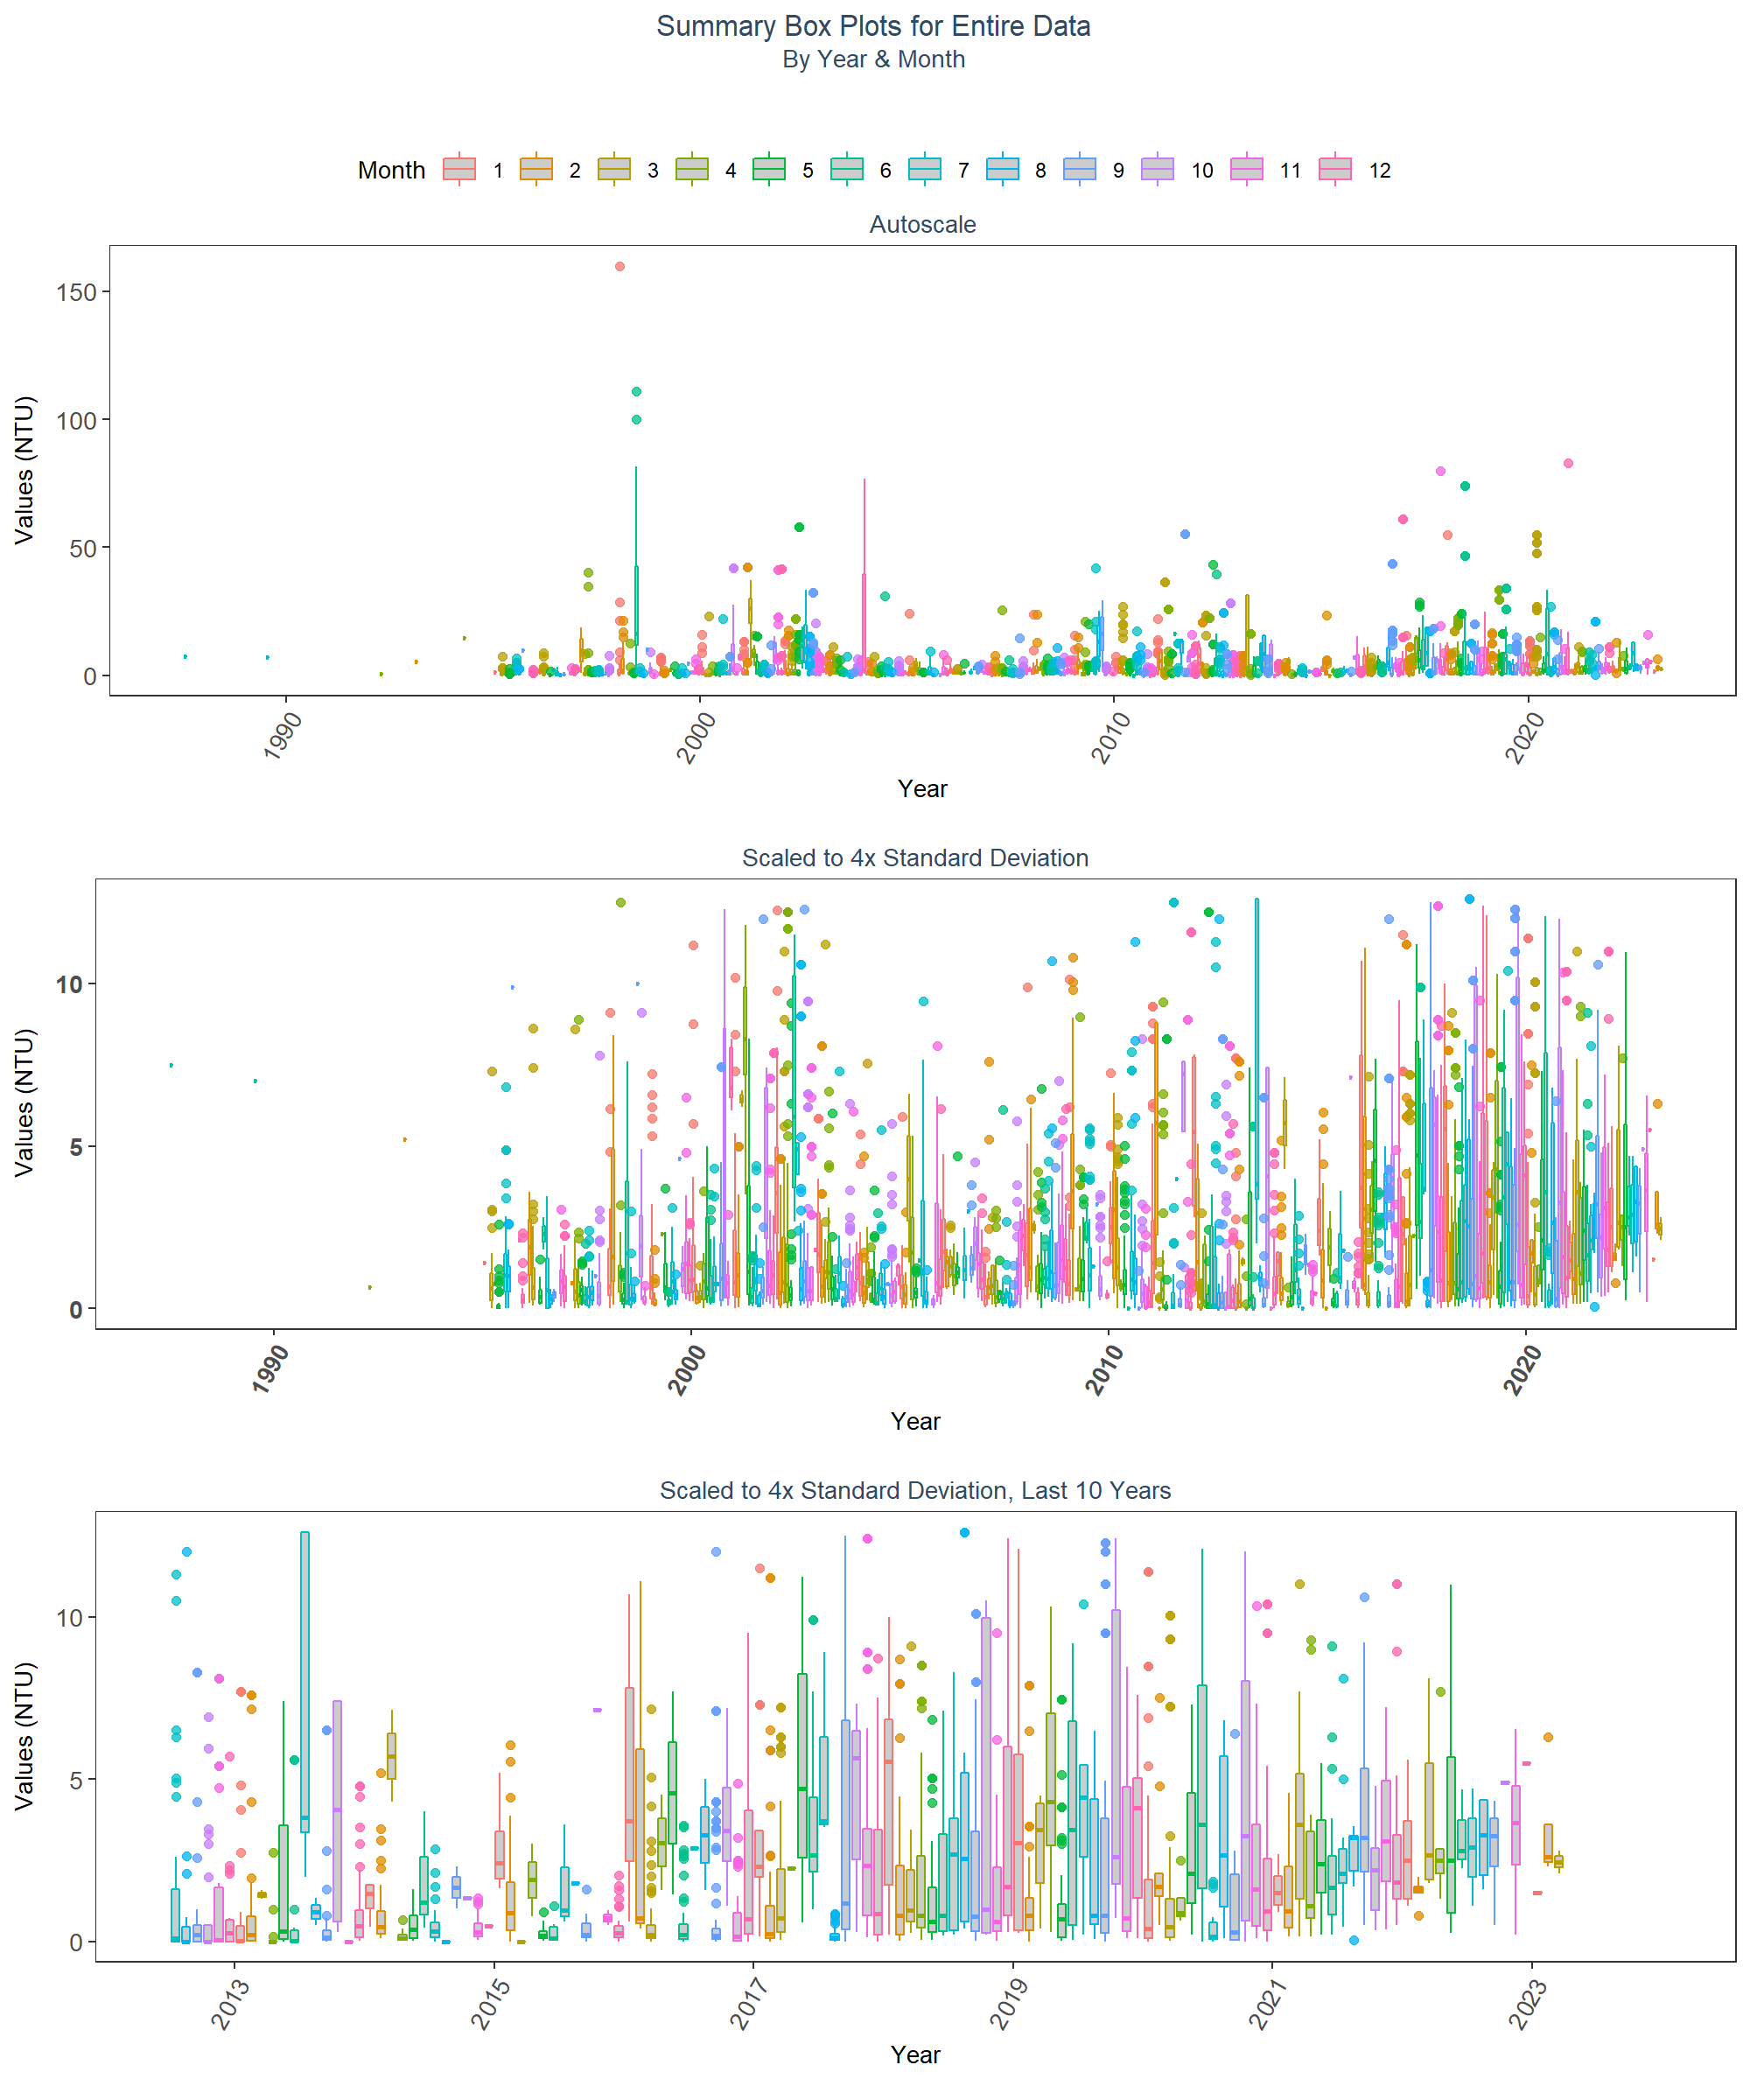 Summary Box Plots for Entire Data
By Year & Month
Month 1 2 3 4 5 6 7 8 9 10 11 12
Autoscale
Values (NTU)
150
100
50
0
1990 2000 2010 2020
Year
Scaled to 4x Standard Deviation
Values (NTU)
10
5
0
1990 2000 2010 2020
Year
Scaled to 4x Standard Deviation, Last 10 Years
Values (NTU)
10
5
0
2013 2015 2017 2019 2021 2023
Year